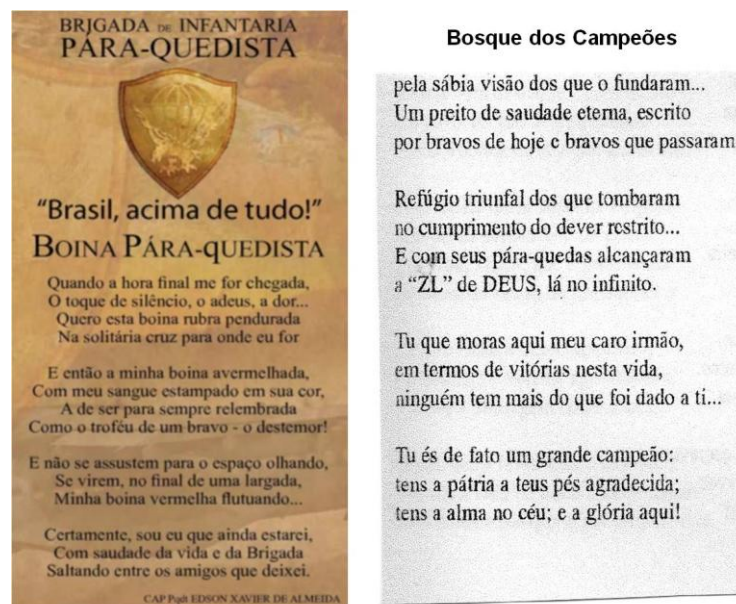 BRIGADA DE INFANTARIA
PÁRA-QUEDISTA
"Brasil, acima de tudo!"
BOINA PÁRA-QUEDISTA
Quando a hora final me for chegada,
O toque de silêncio, o adeus, a dor...
Quero esta boina rubra pendurada
Na solitária cruz para onde eu for
E então a minha boina avermelhada,
Com meu sangue estampado em sua cor,
A de ser para sempre relembrada
Como o troféu de um bravo - o destemor!
E não se assustem para o espaço olhando,
Se virem, no final de uma largada,
Minha boina vermelha flutuando...
Certamente, sou eu que ainda estarei,
Com saudade da vida e da Brigada
Saltando entre os amigos que deixei.
CAP Pqdt EDSON XAVIER DE ALMEIDA
Bosque dos Campeões
pela sábia visão dos que o fundaram...
Um preito de saudade eterna, escrito
por bravos de hoje e bravos que passaram
Refúgio triunfal dos que tombaram
no cumprimento do dever restrito...
E com seus pára-quedas alcançaram
a "ZL" de DEUS, lá no infinito.
Tu que moras aqui meu caro irmão,
em termos de vitórias nesta vida,
ninguém tem mais do que foi dado a ti...
Tu és de fato um grande campeão:
tens a pátria a teus pés agradecida;
tens a alma no céu; e a glória aqui!